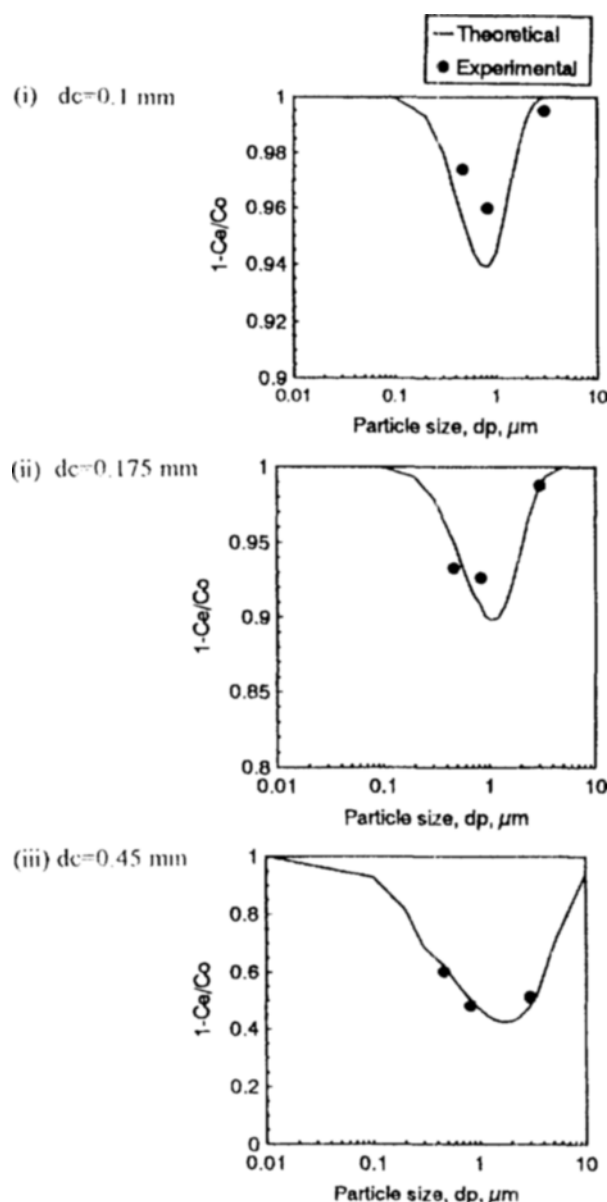 Theoretical
Experimental
(i) dc=0.1 mm
1
0.98
0.96
0.94
0.92
0.9
1-Ce/Co
0.01 0.1 1 10
Particle size, dp, µm
(ii) dc=0.175 mm
1
0.95
0.9
0.85
0.8
1-Ce/Co
0.01 0.1 1 10
Particle size, dp, µm
(iii) dc=0.45 mm
1
0.8
0.6
0.4
0.2
0
1-Ce/Co
0.01 0.1 1 10
Particle size, dp, µm